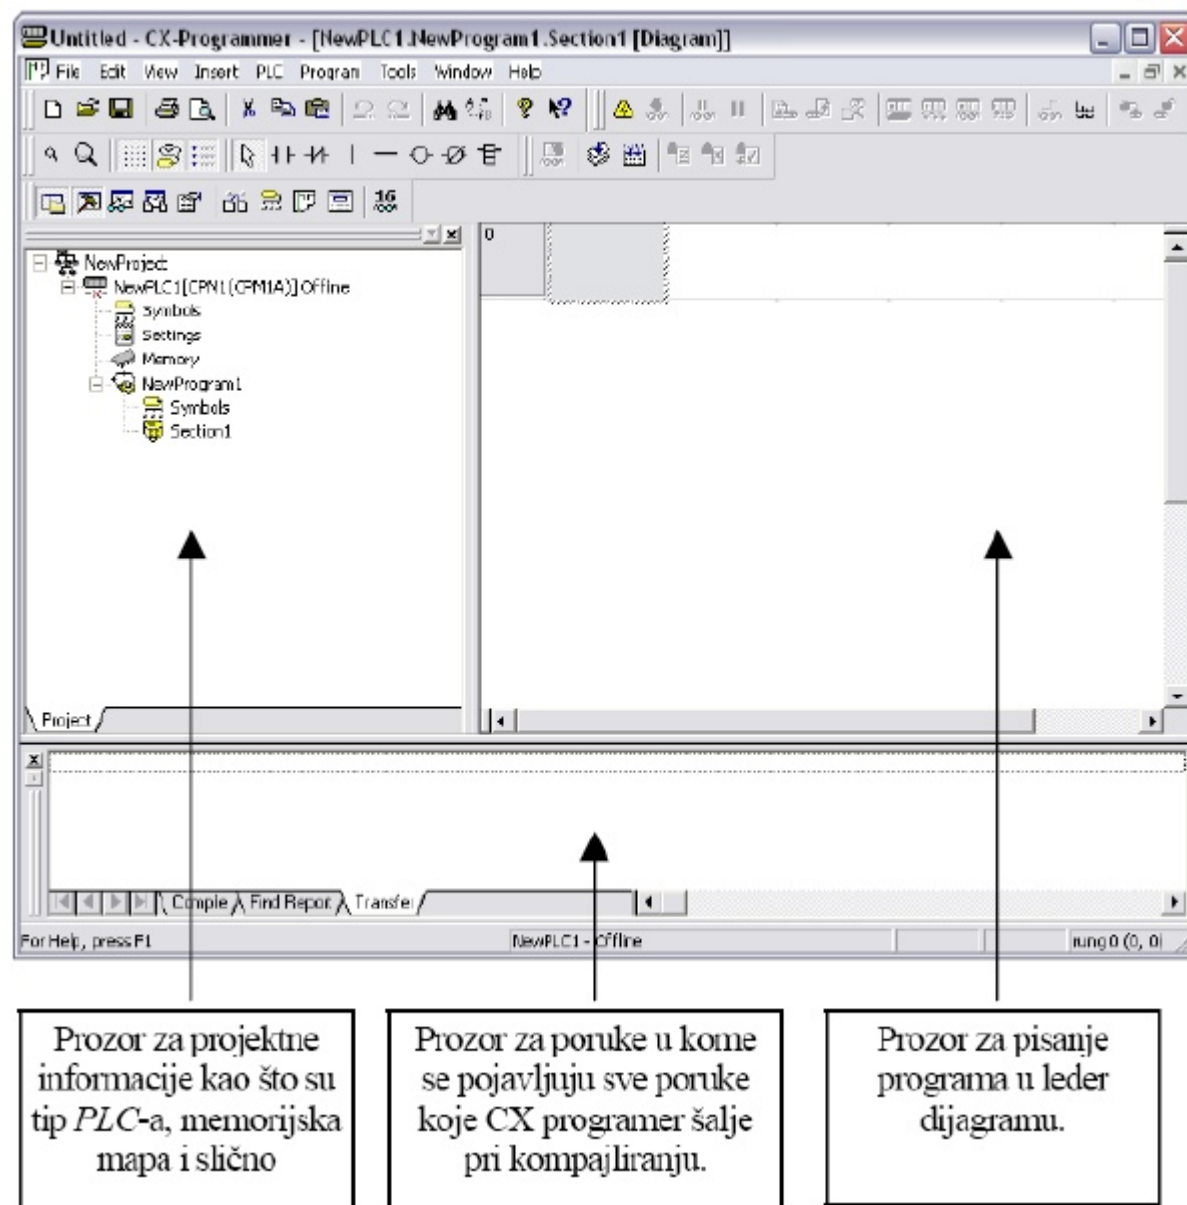 Untitled - CX-Programmer - [NewPLC1.NewProgram1.Section1 [Diagram]]
File Edit View Insert PLC Program Tools Window Help
16
0
NewProject
NewPLC1[CPM1(CPM1A)] Offline
Symbols
Settings
Memory
NewProgram1
Symbols
Section1
Project
Compile Find Report Transfer
For Help, press F1
NewPLC1 - Offline
rung 0 (0, 0)
Prozor za projektne
informacije kao što su
tip PLC-a, memorijska
mapa i slično
Prozor za poruke u kome
se pojavljuju sve poruke
koje CX programer šalje
pri kompajliranju.
Prozor za pisanje
programa u leder
dijagramu.